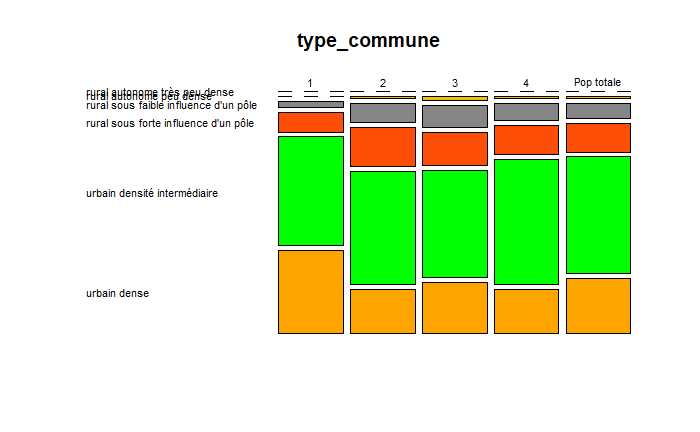 type_commune
1 2 3 4 Pop totale
rural autonome très peu dense
rural autonome peu dense
rural sous faible influence d'un pôle
rural sous forte influence d'un pôle
urbain densité intermédiaire
urbain dense